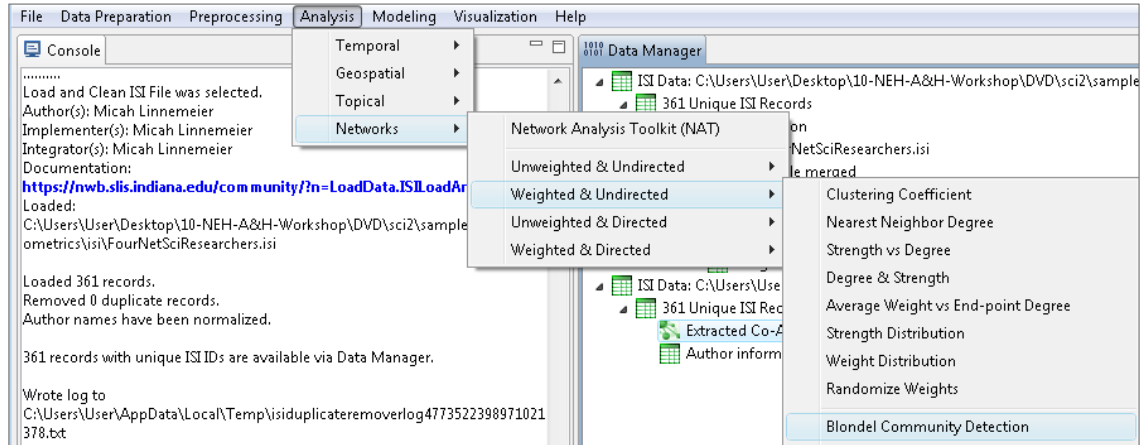 File Data Preparation Preprocessing Analysis Modeling Visualization Help
Console
..........
Load and Clean ISI File was selected.
Author(s): Micah Linnemeier
Implementer(s): Micah Linnemeier
Integrator(s): Micah Linnemeier
Documentation:
https://nwb.slis.indiana.edu/community/?n=LoadData.ISILoadAn
Loaded:
C:\Users\User\Desktop\10-NEH-A&H-Workshop\DVD\sci2\sample
ometrics\isi\FourNetSciResearchers.isi
Loaded 361 records.
Removed 0 duplicate records.
Author names have been normalized.
361 records with unique ISI IDs are available via Data Manager.
Wrote log to
C:\Users\User\AppData\Local\Temp\isiduplicateremoverlog4773522398971021
378.txt
Temporal
Geospatial
Topical
Networks
Network Analysis Toolkit (NAT)
Unweighted & Undirected
Weighted & Undirected
Unweighted & Directed
Weighted & Directed
Clustering Coefficient
Nearest Neighbor Degree
Strength vs Degree
Degree & Strength
Average Weight vs End-point Degree
Strength Distribution
Weight Distribution
Randomize Weights
Blondel Community Detection
Data Manager
ISI Data: C:\Users\User\Desktop\10-NEH-A&H-Workshop\DVD\sci2\sample
361 Unique ISI Records
on
NetSciResearchers.isi
le merged
ISI Data: C:\Users\Use
361 Unique ISI Rec
Extracted Co-A
Author inform